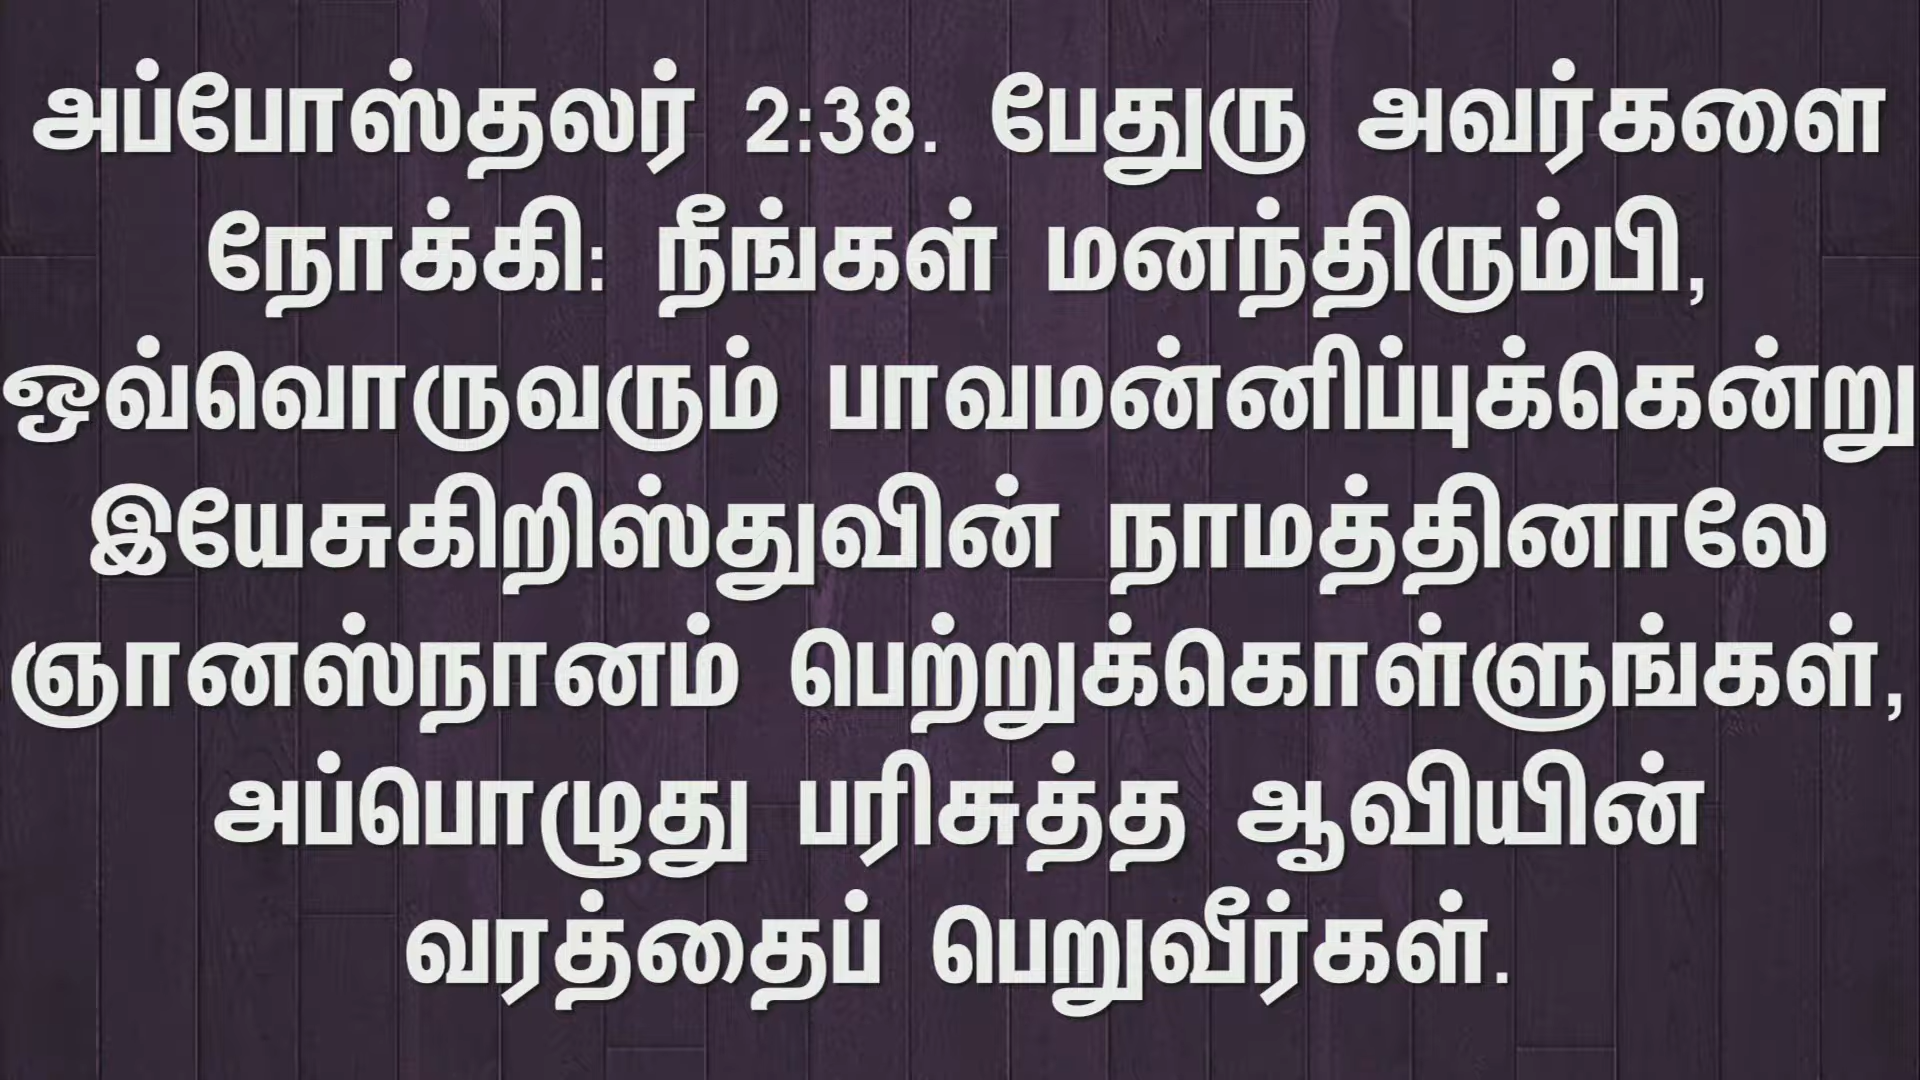 அப்போஸ்தலர் 2:38. பேதுரு அவர்களை
நோக்கி: நீங்கள் மனந்திரும்பி,
ஒவ்வொருவரும் பாவமன்னிப்புக்கென்று
இயேசுகிறிஸ்துவின் நாமத்தினாலே
ஞானஸ்நானம் பெற்றுக்கொள்ளுங்கள்,
அப்பொழுது பரிசுத்த ஆவியின்
வரத்தைப் பெறுவீர்கள்.